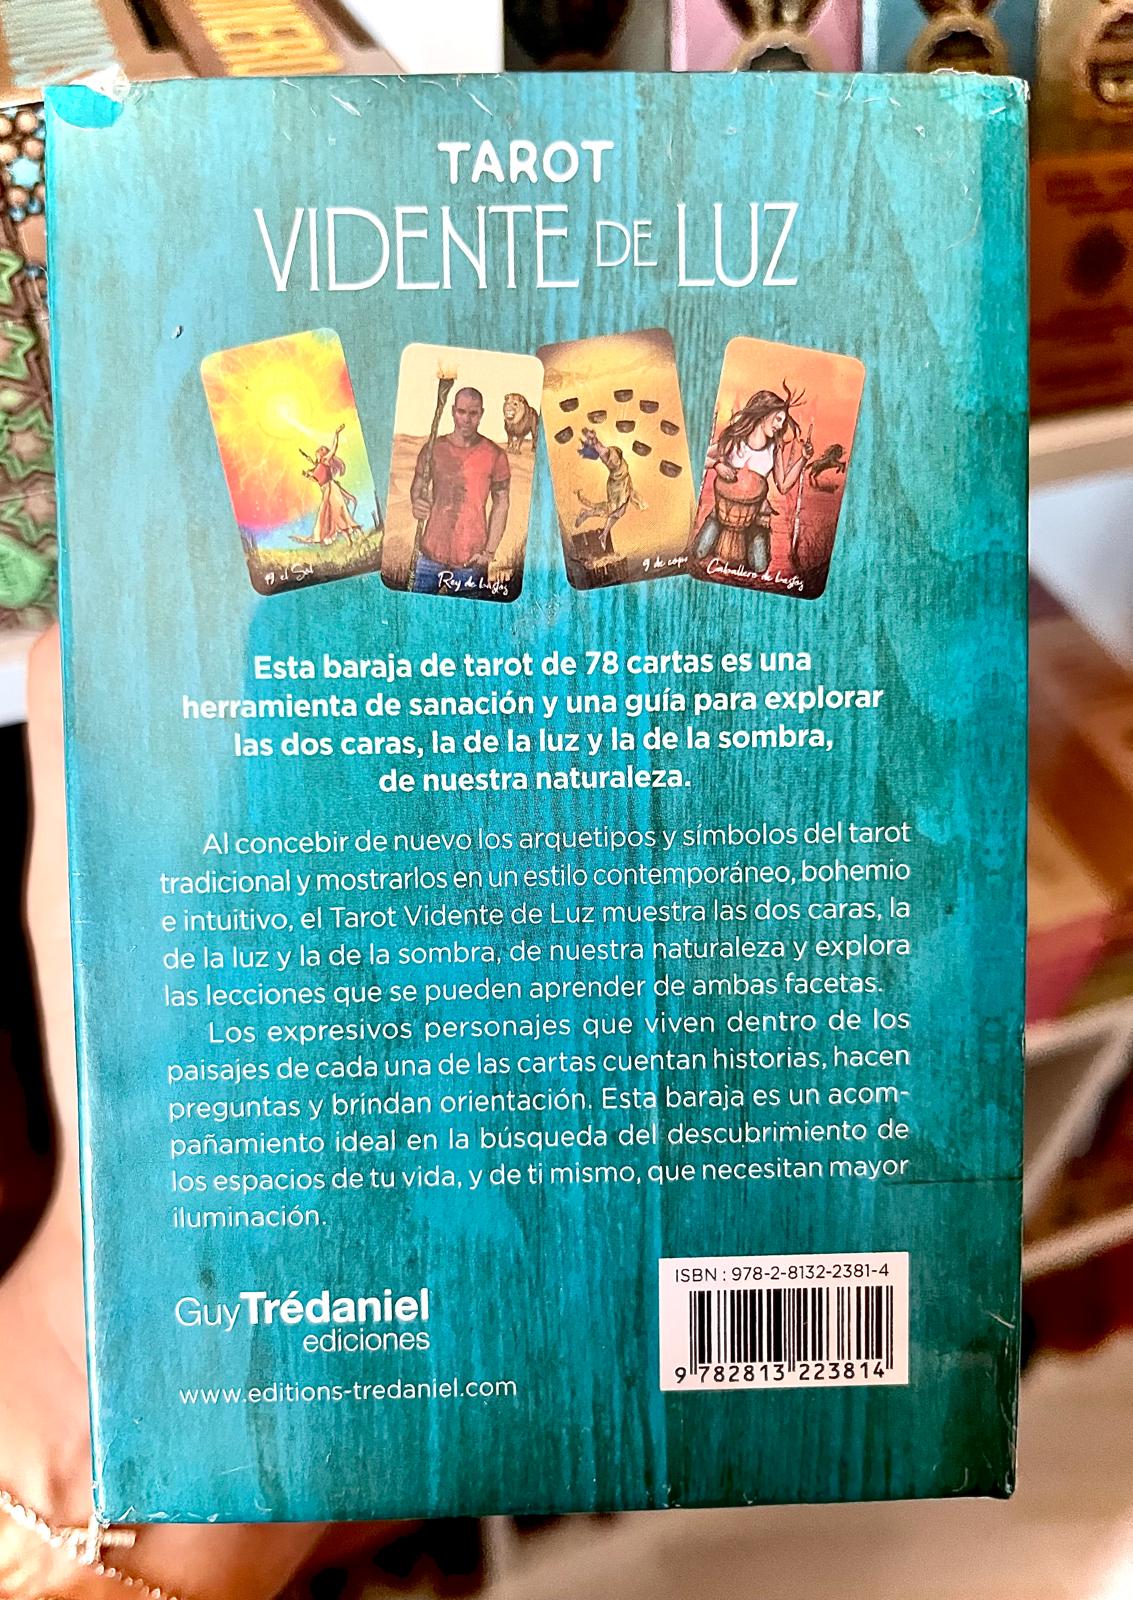 TAROT
VIDENTE DE LUZ
19 el Sol
Rey de bastos
9 de copas
Caballero de bastos
Esta baraja de tarot de 78 cartas es una
herramienta de sanación y una guía para explorar
las dos caras, la de la luz y la de la sombra,
de nuestra naturaleza.
Al concebir de nuevo los arquetipos y símbolos del tarot
tradicional y mostrarlos en un estilo contemporáneo, bohemio
e intuitivo, el Tarot Vidente de Luz muestra las dos caras, la
de la luz y la de la sombra, de nuestra naturaleza y explora
las lecciones que se pueden aprender de ambas facetas.
Los expresivos personajes que viven dentro de los
paisajes de cada una de las cartas cuentan historias, hacen
preguntas y brindan orientación. Esta baraja es un acom-
pañamiento ideal en la búsqueda del descubrimiento de
los espacios de tu vida, y de ti mismo, que necesitan mayor
iluminación.
GuyTrédaniel
ediciones
www.editions-tredaniel.com
ISBN : 978-2-8132-2381-4
9 782813 223814